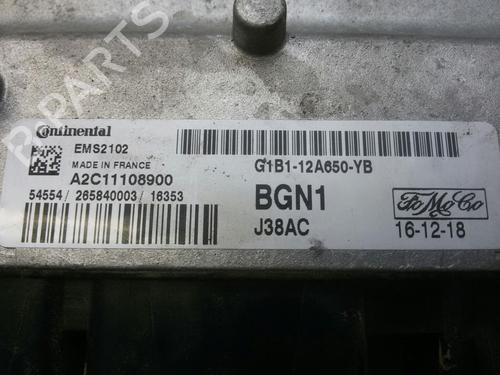 B-PARTS
Continental
EMS2102
MADE IN FRANCE
A2C11108900
54554 / 265840003 / 16353
G1B1-12A650-YB
BGN1
J38AC
FoMoCo
16-12-18